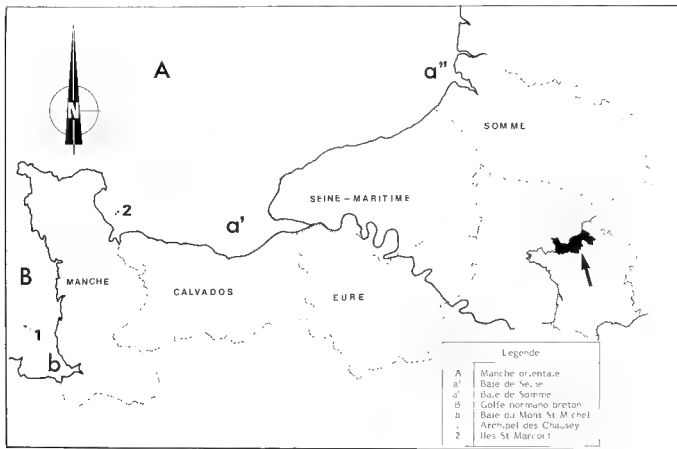 A
a"
N
SOMME
2
SEINE-MARITIME
a'
B
MANCHE
CALVADOS
EURE
1
b
Legende
A Manche orientale
a' Baie de Seine
a' Baie de Somme
B Golfe normano breton
b Baie du Mont St Michel
Archipel des Chausey
2 Iles St Marcouf